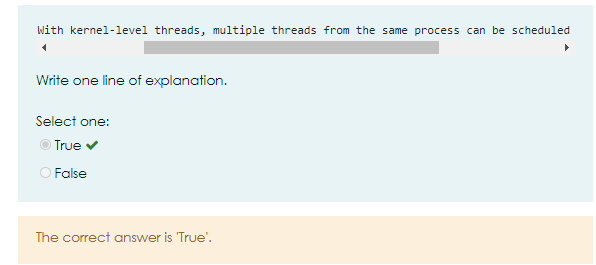 With kernel-level threads, multiple threads from the same process can be scheduled
Write one line of explanation.
Select one:
True
False
The correct answer is 'True'.